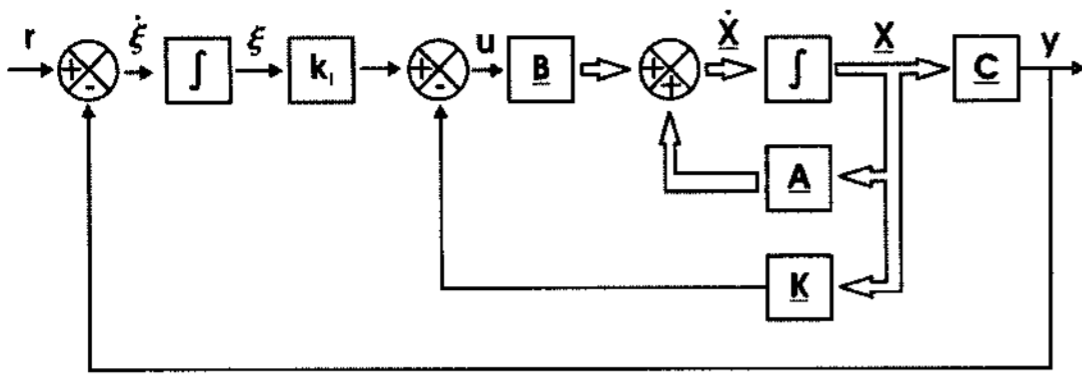 r + - ξ̇ ∫ ξ k₁ + - u B + + Ẋ ∫ X C y
A
K